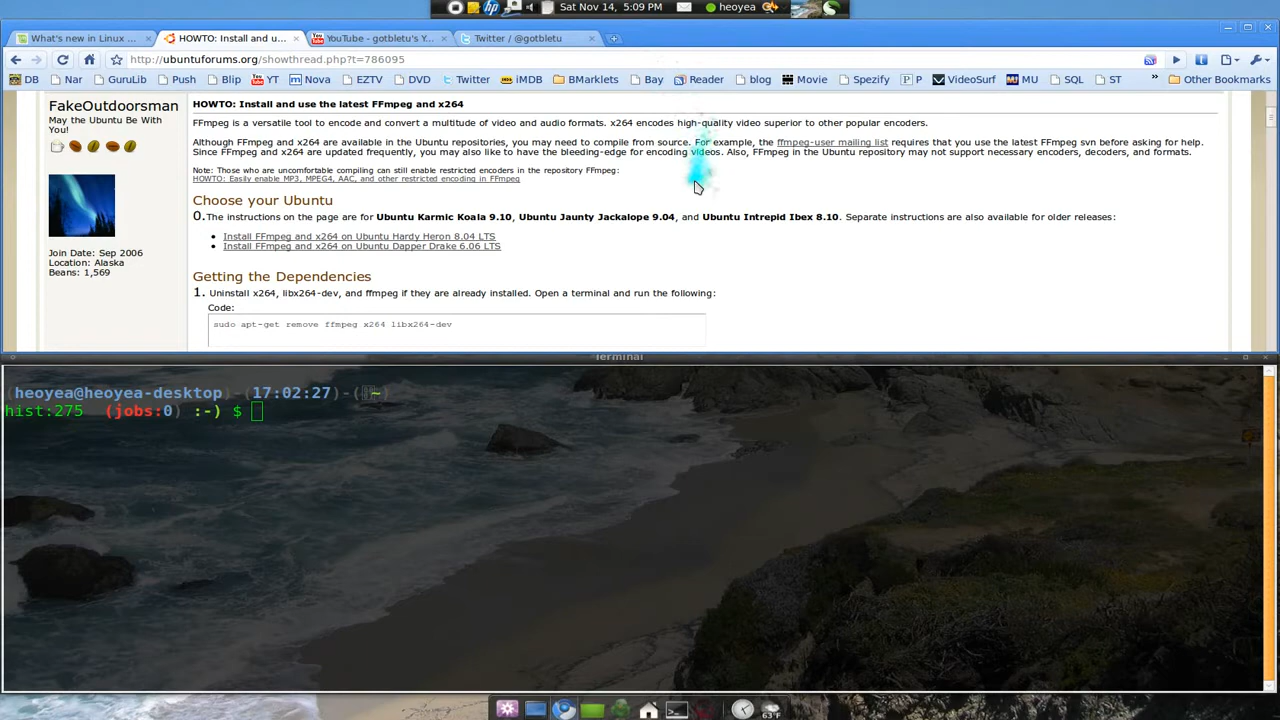 Sat Nov 14, 5:09 PM heoyea
What's new in Linux ... HOWTO: Install and u... YouTube - gotbletu's Y... Twitter / @gotbletu
http://ubuntuforums.org/showthread.php?t=786095
DB Nar GuruLib Push Blip YT Nova EZTV DVD Twitter iMDB BMarklets Bay Reader blog Movie Spezify P VideoSurf MU SQL ST » Other Bookmarks
FakeOutdoorsman
May the Ubuntu Be With
You!
Join Date: Sep 2006
Location: Alaska
Beans: 1,569
HOWTO: Install and use the latest FFmpeg and x264
FFmpeg is a versatile tool to encode and convert a multitude of video and audio formats. x264 encodes high-quality video superior to other popular encoders.
Although FFmpeg and x264 are available in the Ubuntu repositories, you may need to compile from source. For example, the ffmpeg-user mailing list requires that you use the latest FFmpeg svn before asking for help.
Since FFmpeg and x264 are updated frequently, you may also like to have the bleeding-edge for encoding videos. Also, FFmpeg in the Ubuntu repository may not support necessary encoders, decoders, and formats.
Note: Those who are uncomfortable compiling can still enable restricted encoders in the repository FFmpeg:
HOWTO: Easily enable MP3, MPEG4, AAC, and other restricted encoding in FFmpeg
Choose your Ubuntu
0. The instructions on the page are for Ubuntu Karmic Koala 9.10, Ubuntu Jaunty Jackalope 9.04, and Ubuntu Intrepid Ibex 8.10. Separate instructions are also available for older releases:
• Install FFmpeg and x264 on Ubuntu Hardy Heron 8.04 LTS
• Install FFmpeg and x264 on Ubuntu Dapper Drake 6.06 LTS
Getting the Dependencies
1. Uninstall x264, libx264-dev, and ffmpeg if they are already installed. Open a terminal and run the following:
Code:
sudo apt-get remove ffmpeg x264 libx264-dev
Terminal
(heoyea@heoyea-desktop)-(17:02:27)-( ~)
hist:275 (jobs:0) :-) $
63°F